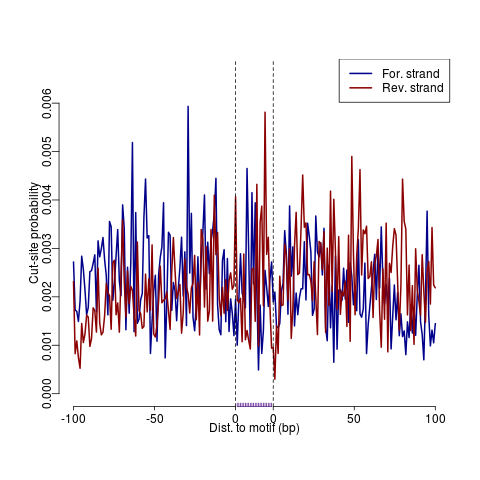 For. strand
Rev. strand
Cut-site probability
0.006
0.005
0.004
0.003
0.002
0.001
0.000
-100 -50 0 0 50 100
Dist. to motif (bp)